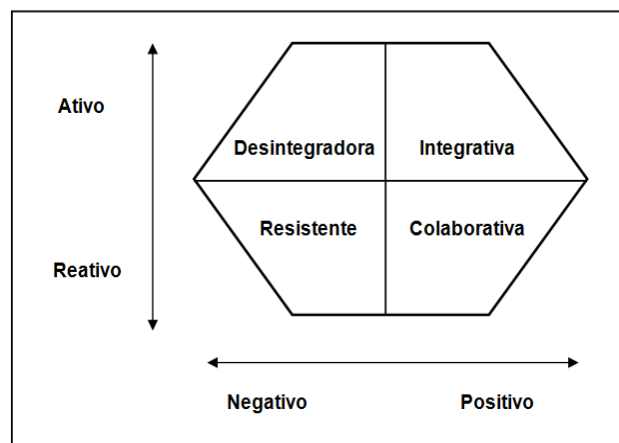 Ativo
Desintegradora Integrativa
Resistente Colaborativa
Reativo
Negativo Positivo